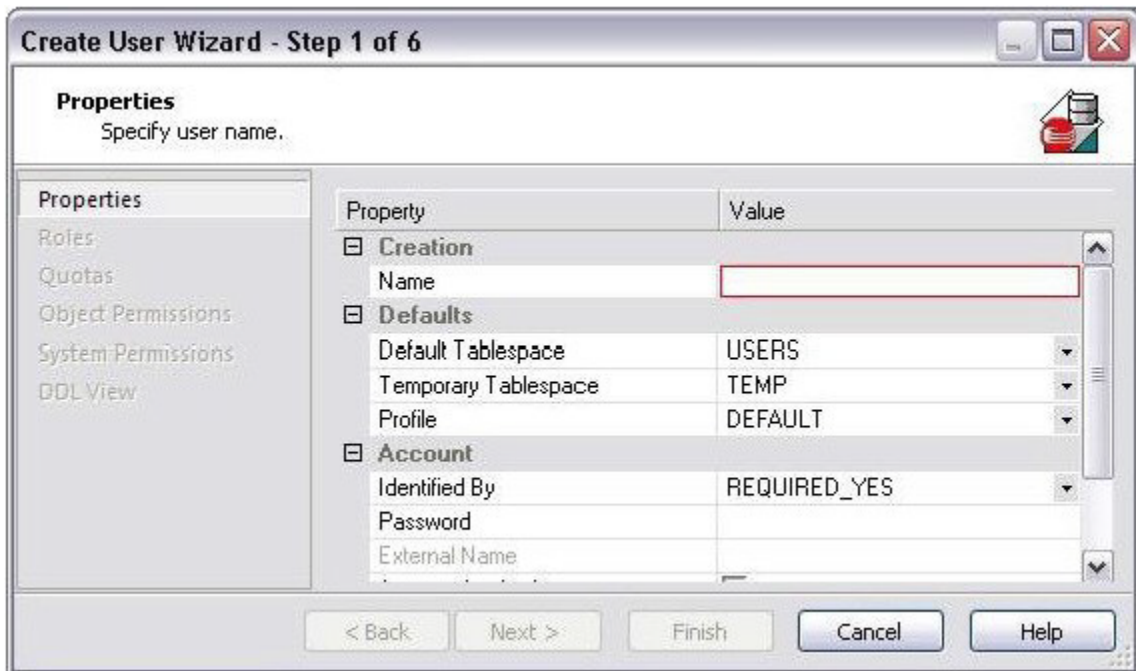 Create User Wizard - Step 1 of 6
Properties
Specify user name.
Properties
Roles
Quotas
Object Permissions
System Permissions
DDL View
Property Value
Creation
Name
Defaults
Default Tablespace USERS
Temporary Tablespace TEMP
Profile DEFAULT
Account
Identified By REQUIRED_YES
Password
External Name
< Back Next > Finish Cancel Help